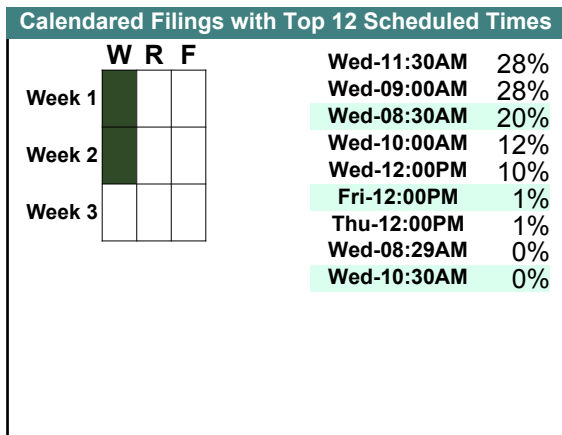 Calendared Filings with Top 12 Scheduled Times
W R F
Week 1
Week 2
Week 3
Wed-11:30AM 28%
Wed-09:00AM 28%
Wed-08:30AM 20%
Wed-10:00AM 12%
Wed-12:00PM 10%
Fri-12:00PM 1%
Thu-12:00PM 1%
Wed-08:29AM 0%
Wed-10:30AM 0%